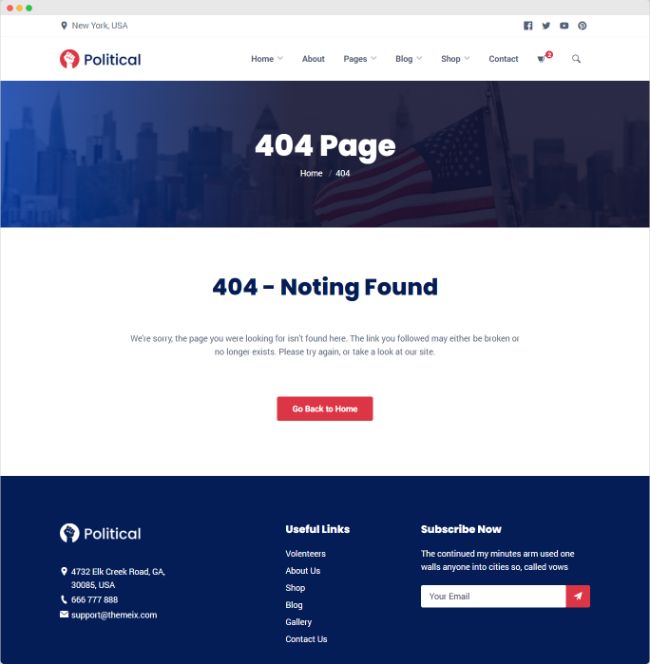 New York, USA
Political
Home About Pages Blog Shop Contact 2
404 Page
Home / 404
404 - Noting Found
We're sorry, the page you were looking for isn't found here. The link you followed may either be broken or
no longer exists. Please try again, or take a look at our site.
Go Back to Home
Political
4732 Elk Creek Road, GA,
30085, USA
666 777 888
support@themeix.com
Useful Links
Volenteers
About Us
Shop
Blog
Gallery
Contact Us
Subscribe Now
The continued my minutes arm used one
walls anyone into cities so, called vows
Your Email